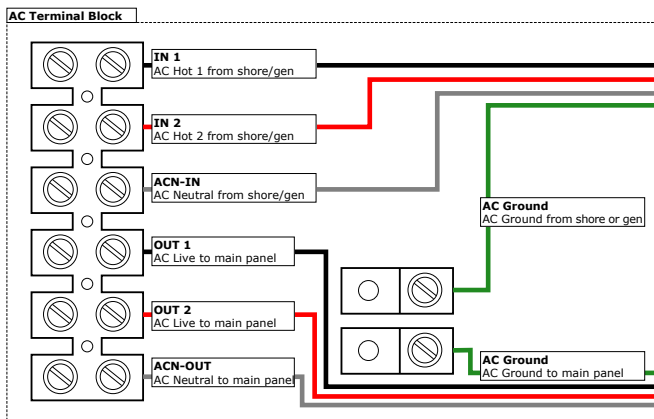 AC Terminal Block
IN 1
AC Hot 1 from shore/gen
IN 2
AC Hot 2 from shore/gen
ACN-IN
AC Neutral from shore/gen
AC Ground
AC Ground from shore or gen
OUT 1
AC Live to main panel
OUT 2
AC Live to main panel
ACN-OUT
AC Neutral to main panel
AC Ground
AC Ground to main panel